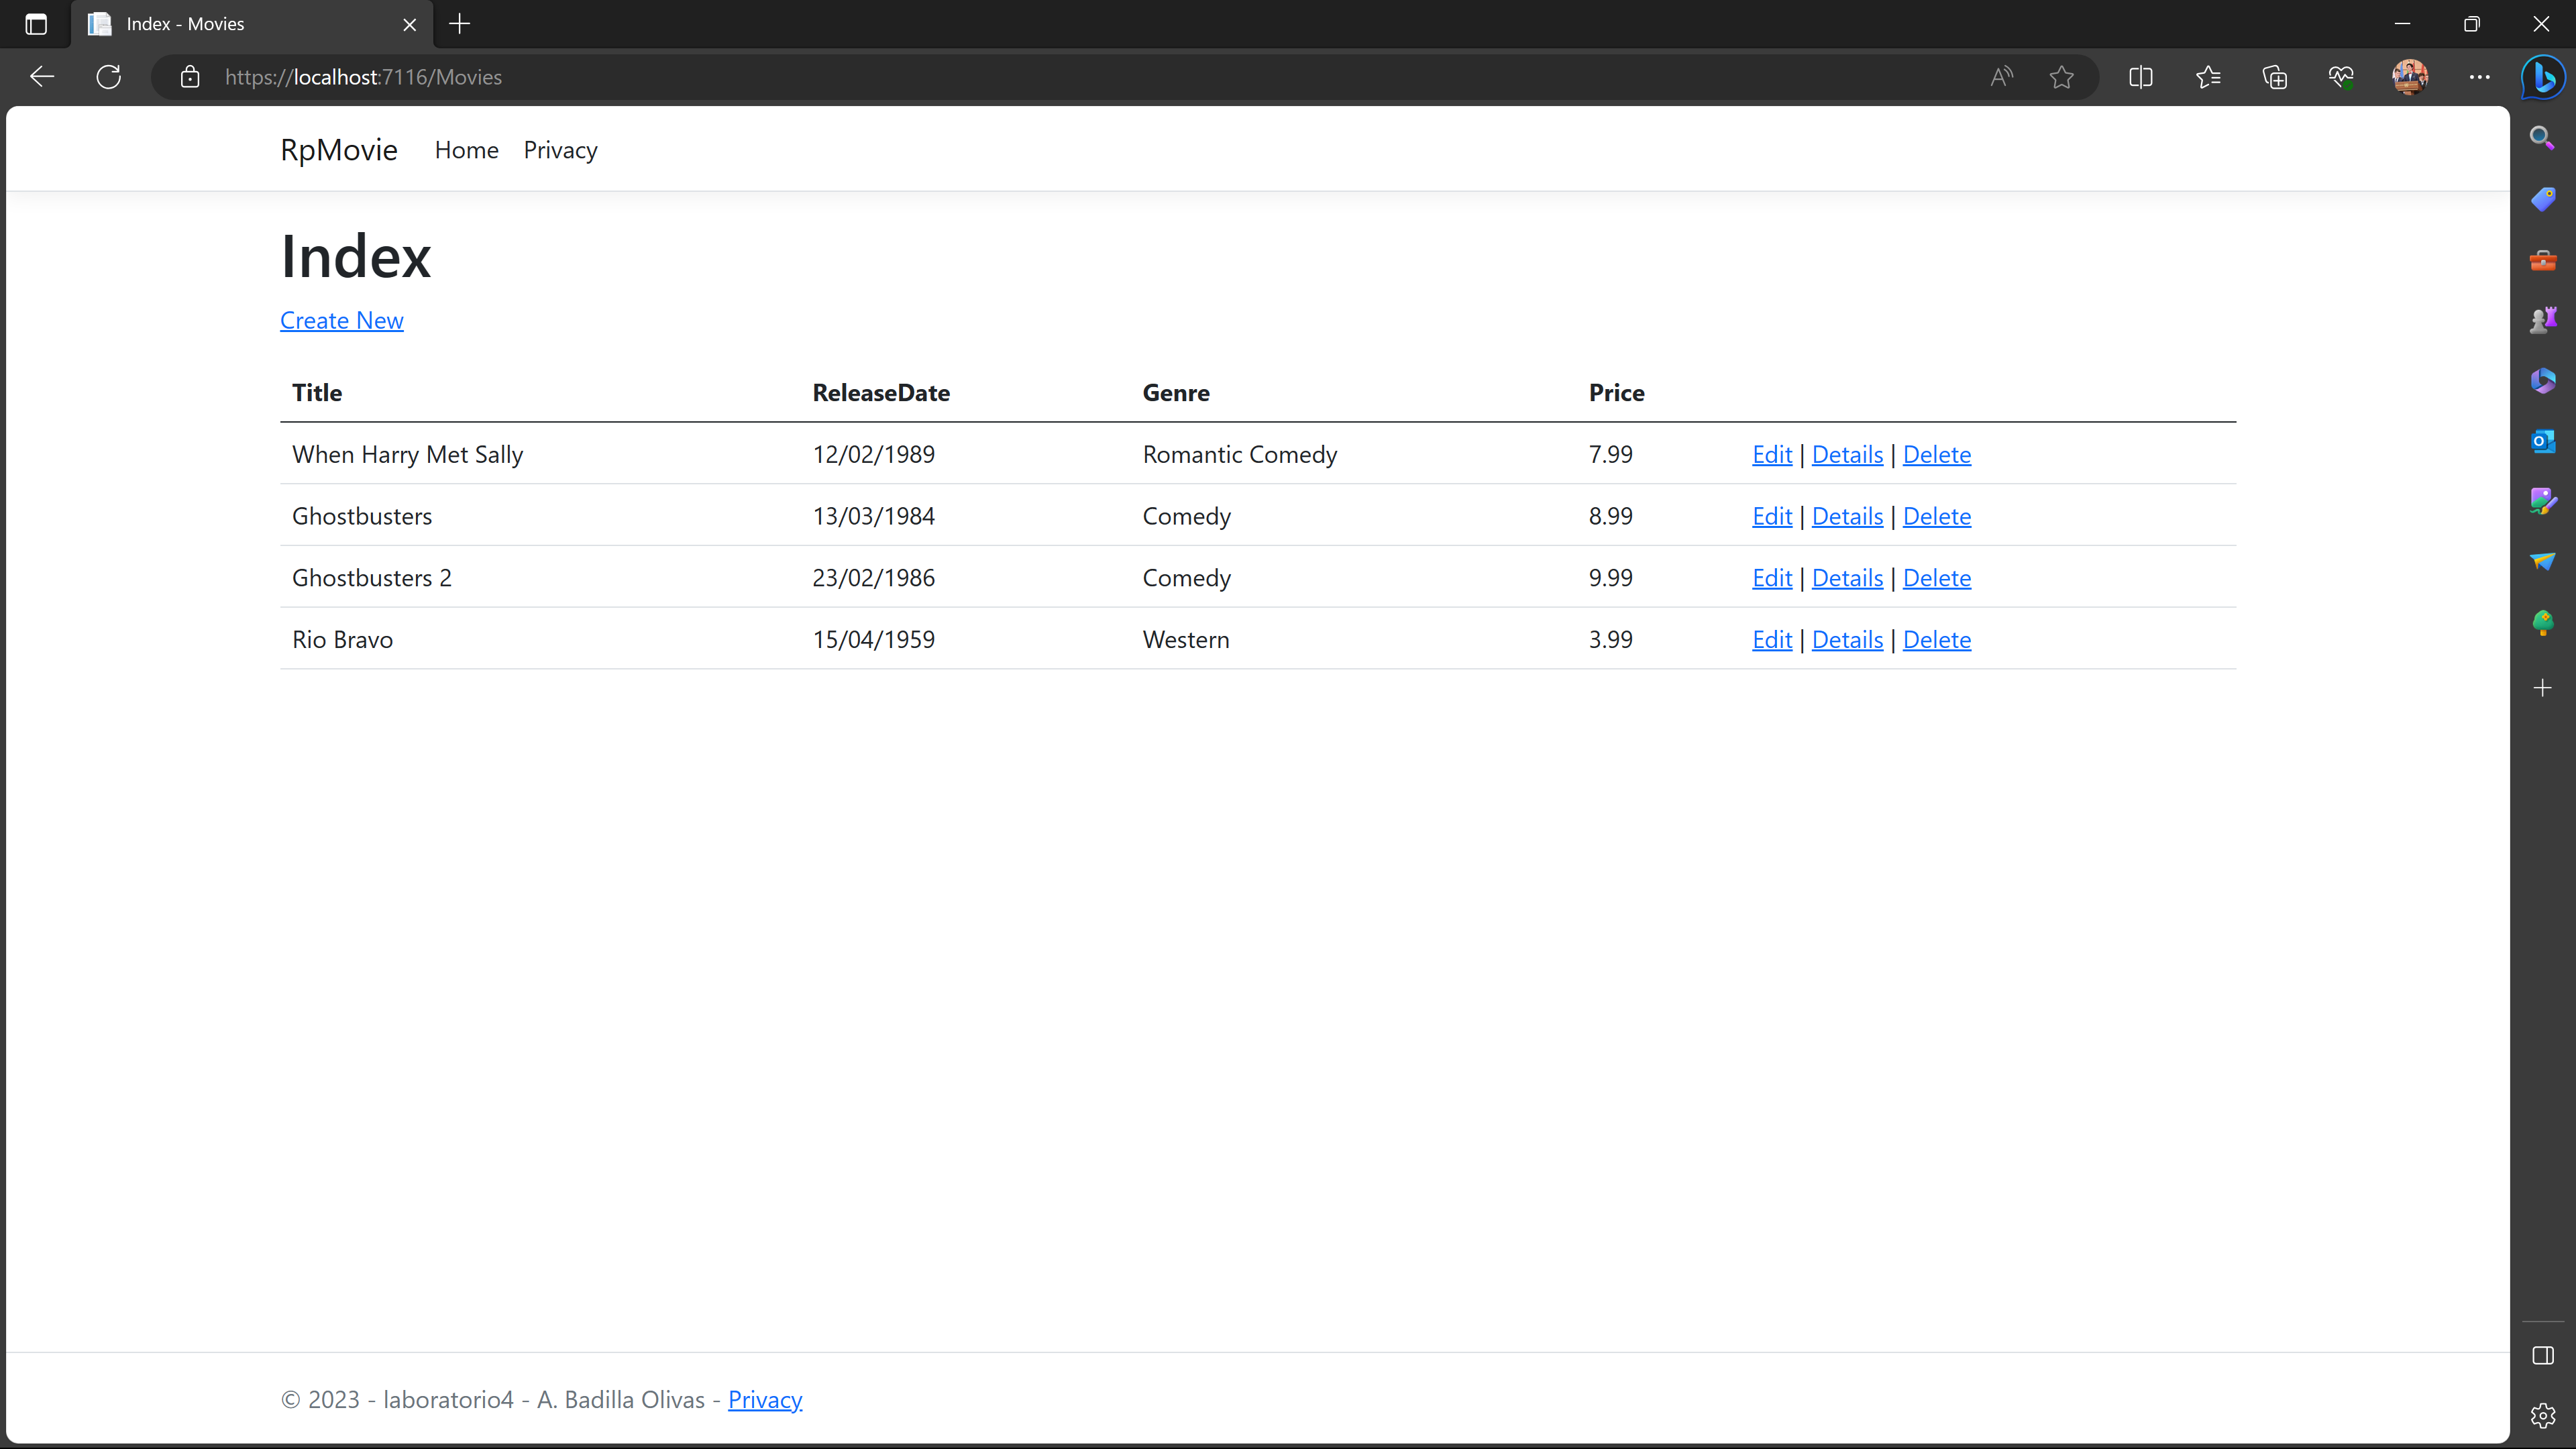 Index - Movies
https://localhost:7116/Movies
RpMovie Home Privacy
Index
Create New
Title ReleaseDate Genre Price
When Harry Met Sally 12/02/1989 Romantic Comedy 7.99 Edit | Details | Delete
Ghostbusters 13/03/1984 Comedy 8.99 Edit | Details | Delete
Ghostbusters 2 23/02/1986 Comedy 9.99 Edit | Details | Delete
Rio Bravo 15/04/1959 Western 3.99 Edit | Details | Delete
© 2023 - laboratorio4 - A. Badilla Olivas - Privacy